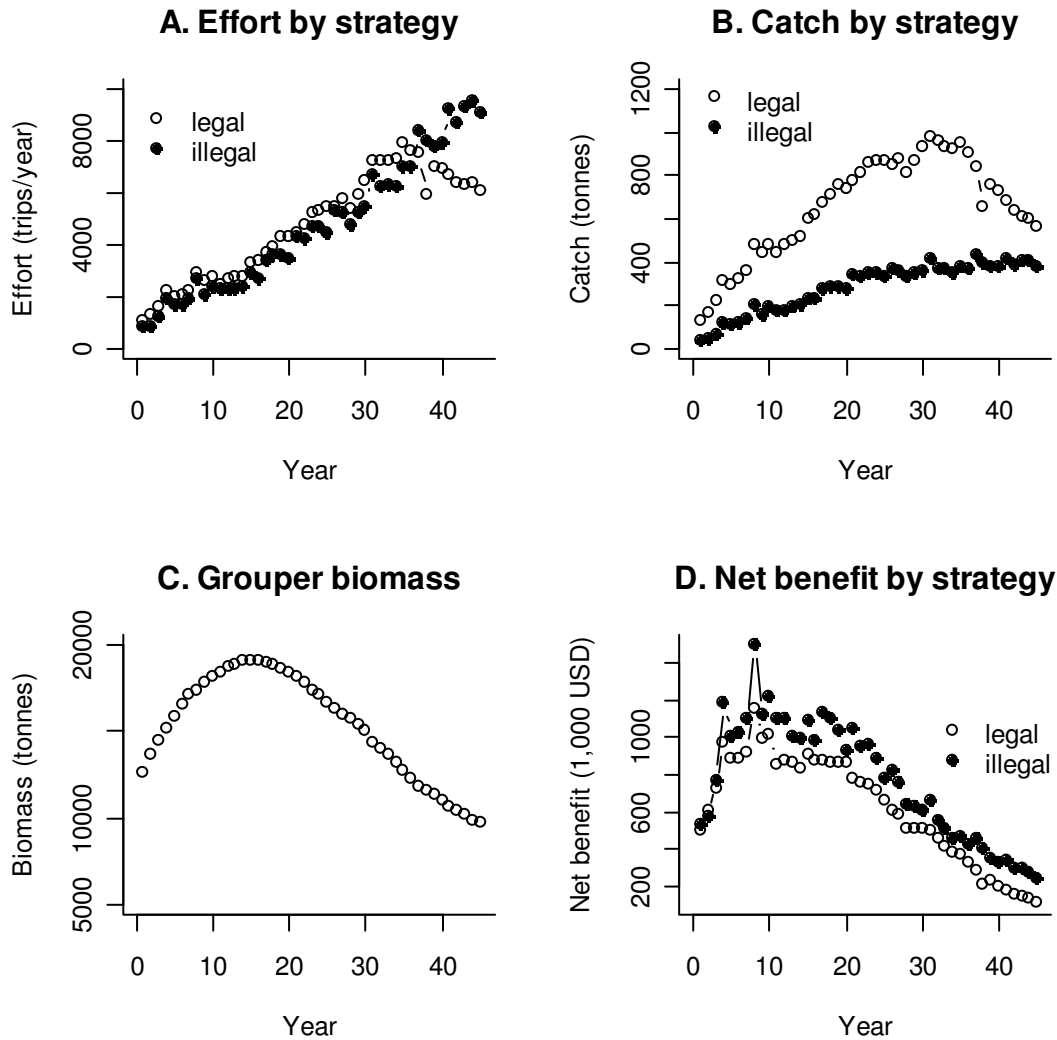 A. Effort by strategy
Effort (trips/year)
8000
4000
0
legal
illegal
0 10 20 30 40
Year
B. Catch by strategy
Catch (tonnes)
1200
800
400
0
legal
illegal
0 10 20 30 40
Year
C. Grouper biomass
Biomass (tonnes)
20000
10000
5000
0 10 20 30 40
Year
D. Net benefit by strategy
Net benefit (1,000 USD)
1000
600
200
legal
illegal
0 10 20 30 40
Year